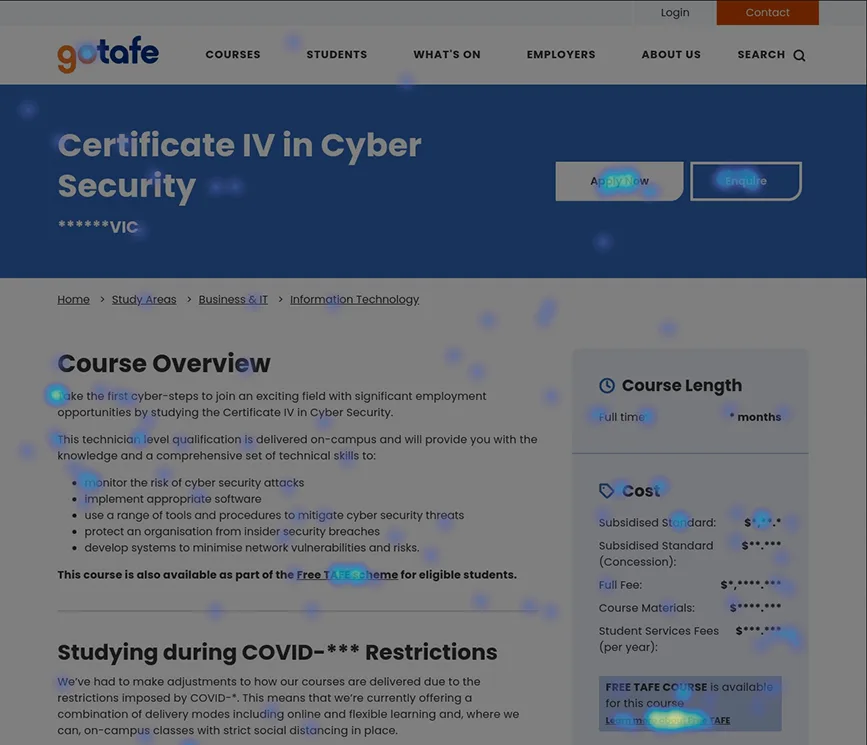 Login
Contact
gotafe
COURSES
STUDENTS
WHAT'S ON
EMPLOYERS
ABOUT US
SEARCH
Certificate IV in Cyber
Security
******VIC
Apply Now
Enquire
Home > Study Areas > Business & IT > Information Technology
Course Overview
Take the first cyber-steps to join an exciting field with significant employment
opportunities by studying the Certificate IV in Cyber Security.
This technician level qualification is delivered on-campus and will provide you with the
knowledge and a comprehensive set of technical skills to:
• monitor the risk of cyber security attacks
• implement appropriate software
• use a range of tools and procedures to mitigate cyber security threats
• protect an organisation from insider security breaches
• develop systems to minimise network vulnerabilities and risks.
This course is also available as part of the Free TAFE scheme for eligible students.
Studying during COVID-*** Restrictions
We've had to make adjustments to how our courses are delivered due to the
restrictions imposed by COVID-*. This means that we're currently offering a
combination of delivery modes including online and flexible learning and, where we
can, on-campus classes with strict social distancing in place.
Course Length
Full time * months
Cost
Subsidised Standard: $*,**.*
Subsidised Standard $**.***
(Concession):
Full Fee: $*,****.***
Course Materials: $****.***
Student Services Fees $***.***
(per year):
FREE TAFE COURSE is available
for this course
Learn more about Free TAFE